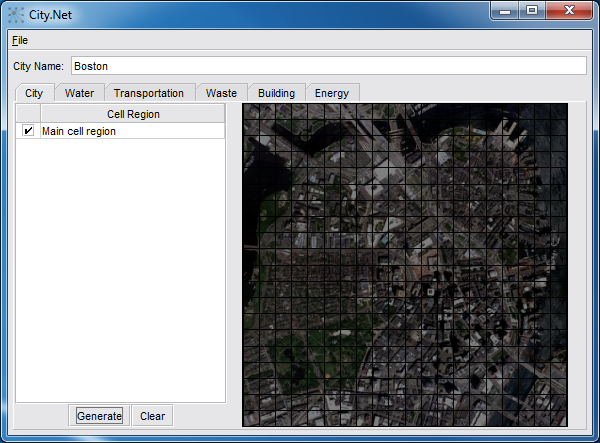 City.Net
File
City Name: Boston
City Water Transportation Waste Building Energy
Cell Region
Main cell region
Generate Clear